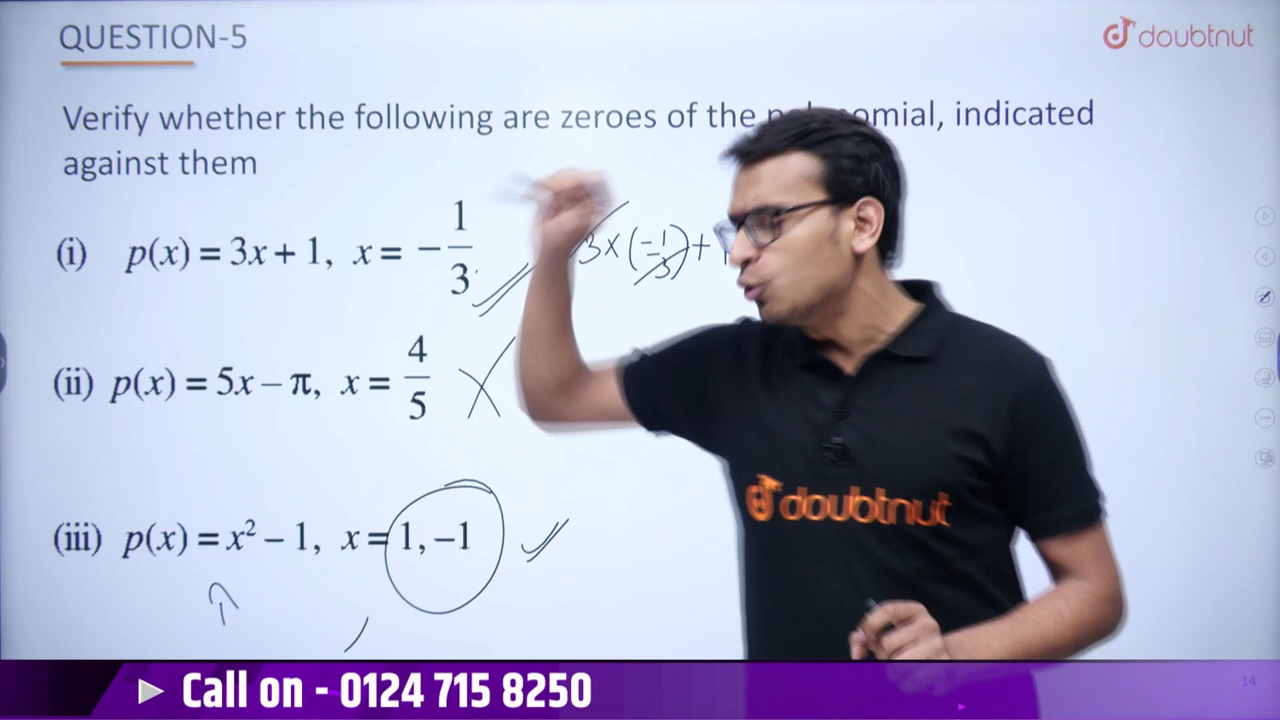 QUESTION-5
doubtnut
Verify whether the following are zeroes of the polynomial, indicated
against them
(i) p(x) = 3x + 1, x = -1/3
3×(-1/3)+
(ii) p(x) = 5x – π, x = 4/5
(iii) p(x) = x² – 1, x = 1, –1
doubtnut
Call on - 0124 715 8250
14